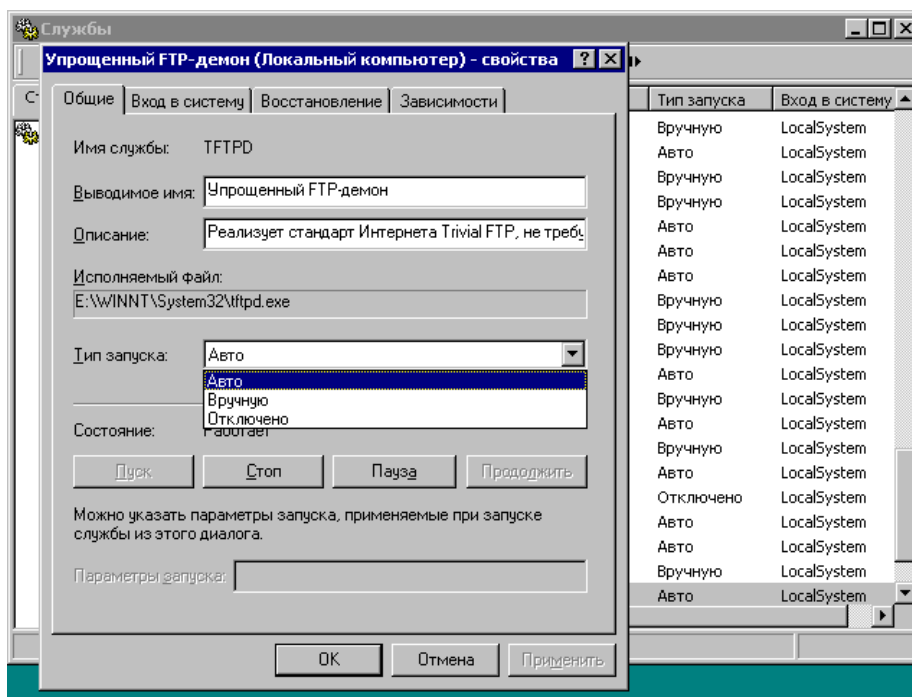 Службы
Упрощенный FTP-демон (Локальный компьютер) - свойства
Общие
Вход в систему
Восстановление
Зависимости
Имя службы: TFTPD
Выводимое имя: Упрощенный FTP-демон
Описание: Реализует стандарт Интернета Trivial FTP, не требу
Исполняемый файл:
E:\WINNT\System32\tftpd.exe
Тип запуска: Авто
Авто
Вручную
Отключено
Состояние: Работает
Пуск
Стоп
Пауза
Продолжить
Можно указать параметры запуска, применяемые при запуске
службы из этого диалога.
Параметры запуска:
OK
Отмена
Применить
Тип запуска Вход в систему
Вручную LocalSystem
Авто LocalSystem
Вручную LocalSystem
Вручную LocalSystem
Авто LocalSystem
Авто LocalSystem
Авто LocalSystem
Вручную LocalSystem
Вручную LocalSystem
Вручную LocalSystem
Авто LocalSystem
Вручную LocalSystem
Авто LocalSystem
Вручную LocalSystem
Авто LocalSystem
Отключено LocalSystem
Авто LocalSystem
Авто LocalSystem
Вручную LocalSystem
Авто LocalSystem